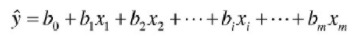 ŷ = b₀ + b₁x₁ + b₂x₂ + ⋯ + bᵢxᵢ + ⋯ + bₘxₘ